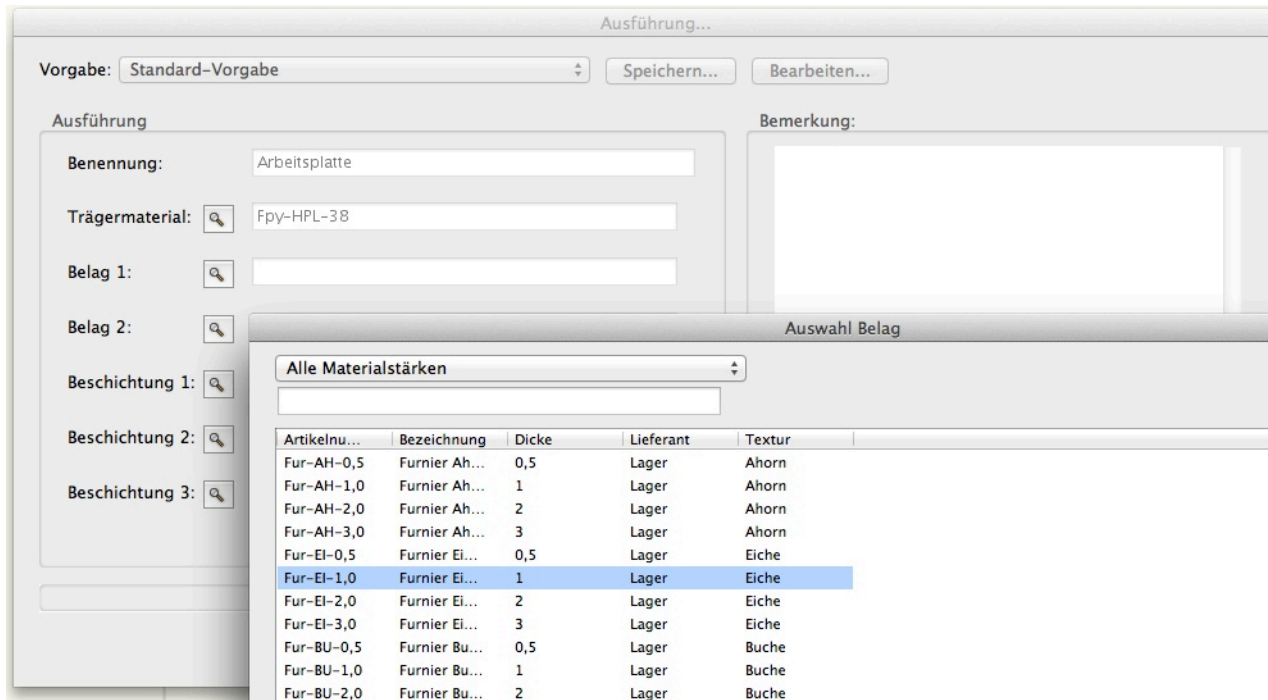 Ausführung...
Vorgabe: Standard-Vorgabe Speichern... Bearbeiten...
Ausführung Bemerkung:
Benennung: Arbeitsplatte
Trägermaterial: Fpy-HPL-38
Belag 1:
Belag 2:
Beschichtung 1:
Beschichtung 2:
Beschichtung 3:
Auswahl Belag
Alle Materialstärken
Artikelnu... Bezeichnung Dicke Lieferant Textur
Fur-AH-0,5 Furnier Ah... 0,5 Lager Ahorn
Fur-AH-1,0 Furnier Ah... 1 Lager Ahorn
Fur-AH-2,0 Furnier Ah... 2 Lager Ahorn
Fur-AH-3,0 Furnier Ah... 3 Lager Ahorn
Fur-EI-0,5 Furnier Ei... 0,5 Lager Eiche
Fur-EI-1,0 Furnier Ei... 1 Lager Eiche
Fur-EI-2,0 Furnier Ei... 2 Lager Eiche
Fur-EI-3,0 Furnier Ei... 3 Lager Eiche
Fur-BU-0,5 Furnier Bu... 0,5 Lager Buche
Fur-BU-1,0 Furnier Bu... 1 Lager Buche
Fur-BU-2,0 Furnier Bu... 2 Lager Buche